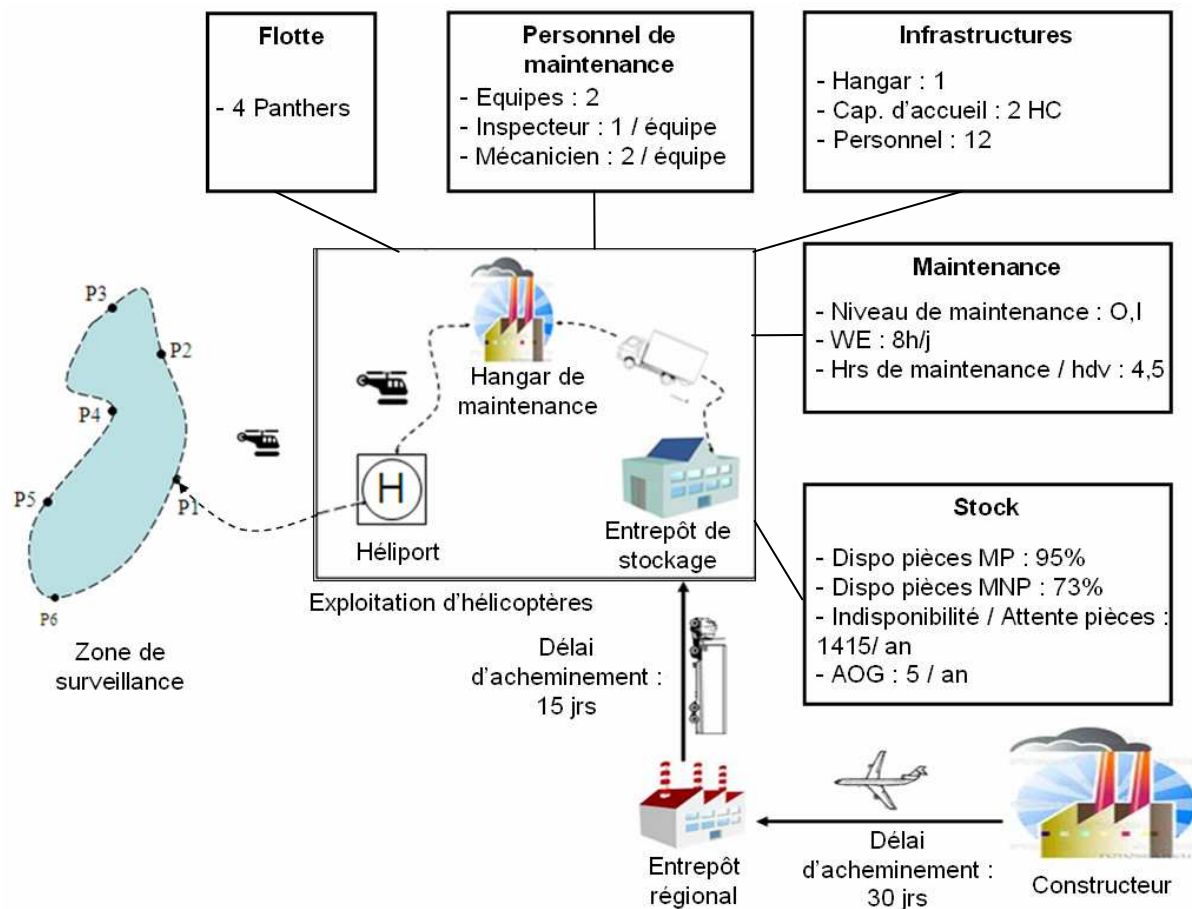 Flotte
- 4 Panthers
Personnel de
maintenance
- Equipes : 2
- Inspecteur : 1 / équipe
- Mécanicien : 2 / équipe
Infrastructures
- Hangar : 1
- Cap. d'accueil : 2 HC
- Personnel : 12
Maintenance
- Niveau de maintenance : O,I
- WE : 8h/j
- Hrs de maintenance / hdv : 4,5
P3
P2
P4
P5
P1
P6
Zone de
surveillance
Hangar de
maintenance
H
Héliport
Entrepôt de
stockage
Exploitation d'hélicoptères
Stock
- Dispo pièces MP : 95%
- Dispo pièces MNP : 73%
- Indisponibilité / Attente pièces :
1415/ an
- AOG : 5 / an
Délai
d'acheminement :
15 jrs
Entrepôt
régional
Délai
d'acheminement :
30 jrs
Constructeur